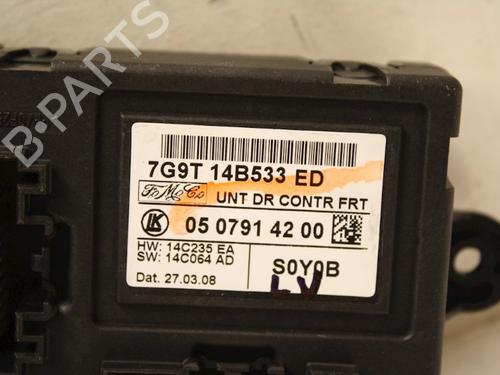 B-PARTS
7G9T 14B533 ED
FoMoCo UNT DR CONTR FRT
LK 05 0791 42 00
HW: 14C235 EA
SW: 14C064 AD S0Y0B
Dat. 27.03.08 LV